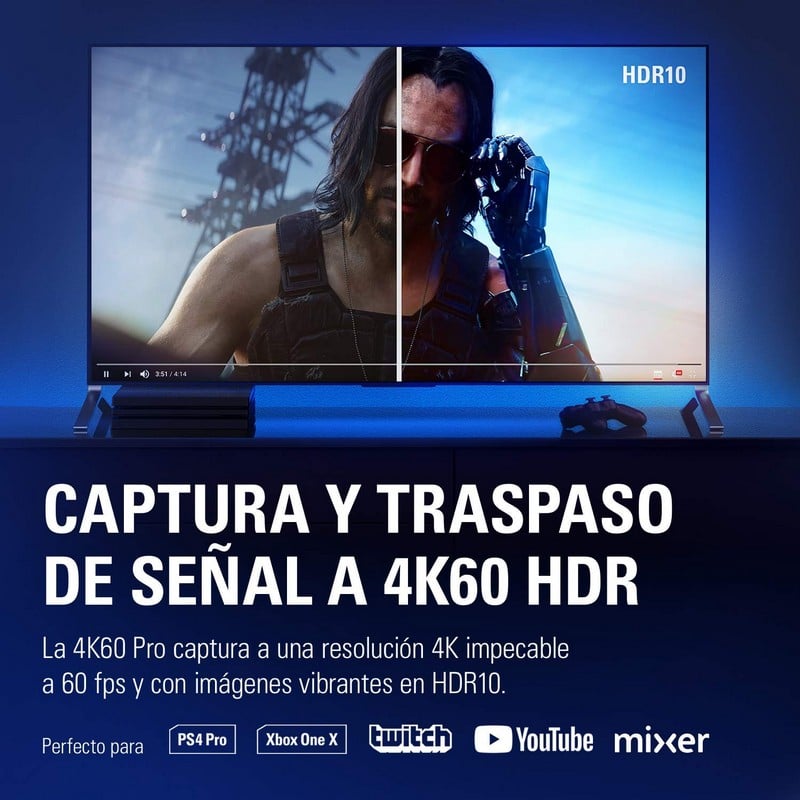 HDR10
3:51 / 4:14
CAPTURA Y TRASPASO
DE SEÑAL A 4K60 HDR
La 4K60 Pro captura a una resolución 4K impecable
a 60 fps y con imágenes vibrantes en HDR10.
Perfecto para PS4 Pro Xbox One X twitch YouTube mixer